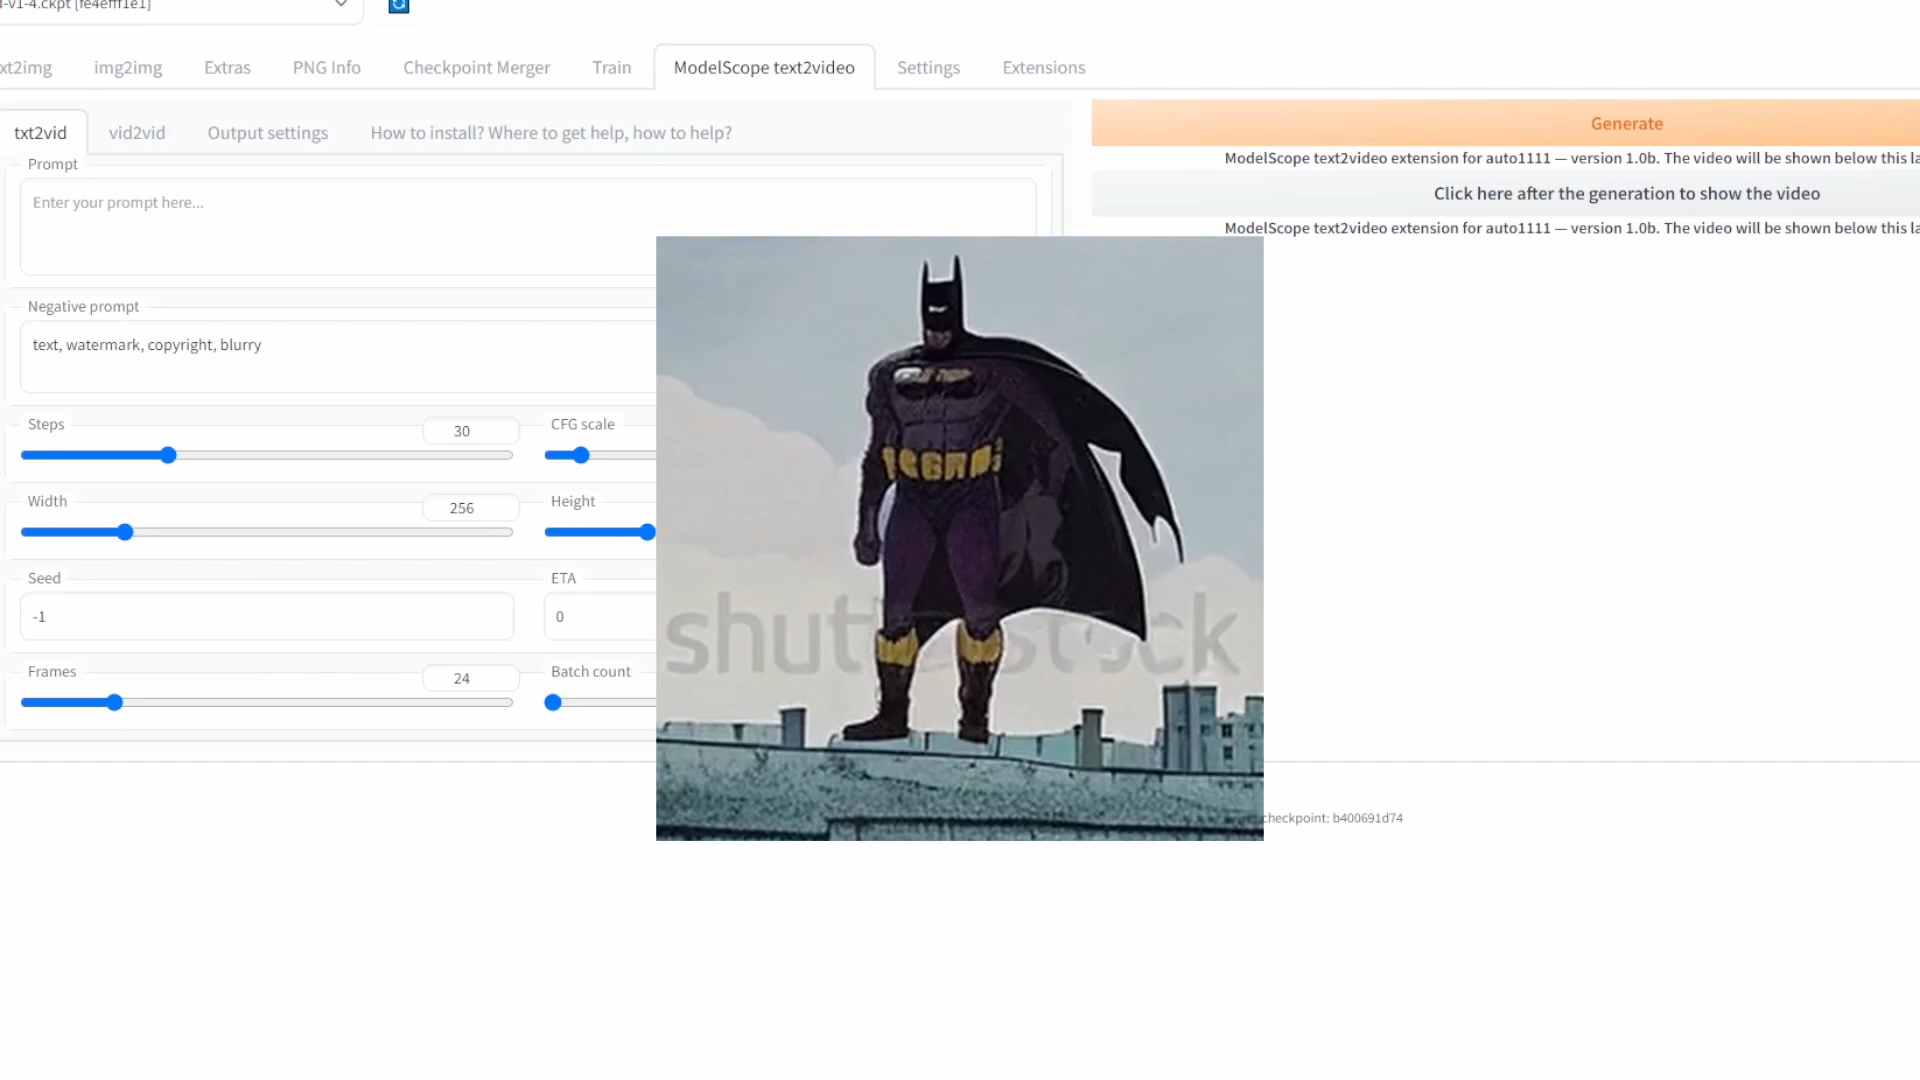 -v1-4.ckpt [fe4efff1e1]
xt2img img2img Extras PNG Info Checkpoint Merger Train ModelScope text2video Settings Extensions
txt2vid vid2vid Output settings How to install? Where to get help, how to help?
Generate
Prompt
ModelScope text2video extension for auto1111 — version 1.0b. The video will be shown below this la
Enter your prompt here...
Click here after the generation to show the video
ModelScope text2video extension for auto1111 — version 1.0b. The video will be shown below this la
Negative prompt
text, watermark, copyright, blurry
Steps 30 CFG scale
Width 256 Height
Seed ETA
-1 0
shut st ck
Frames 24 Batch count
checkpoint: b400691d74